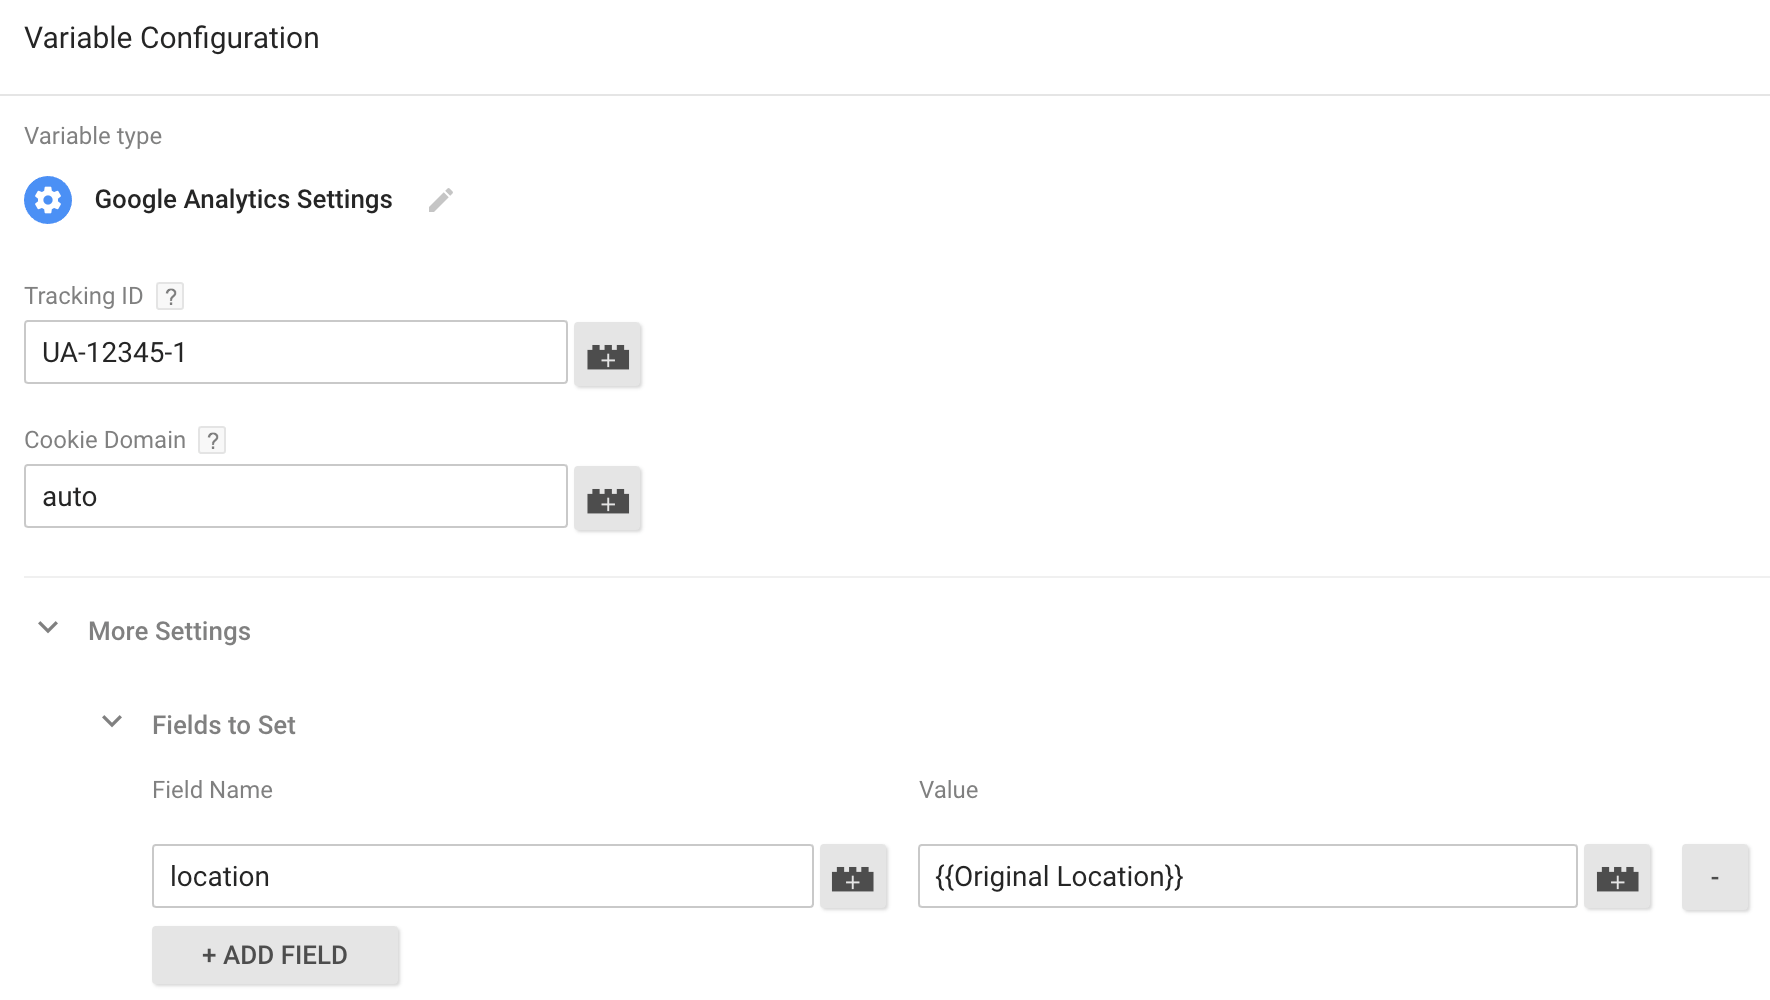 Variable Configuration
Variable type
Google Analytics Settings
Tracking ID ?
UA-12345-1
Cookie Domain ?
auto
More Settings
Fields to Set
Field Name Value
location {{Original Location}} -
+ ADD FIELD